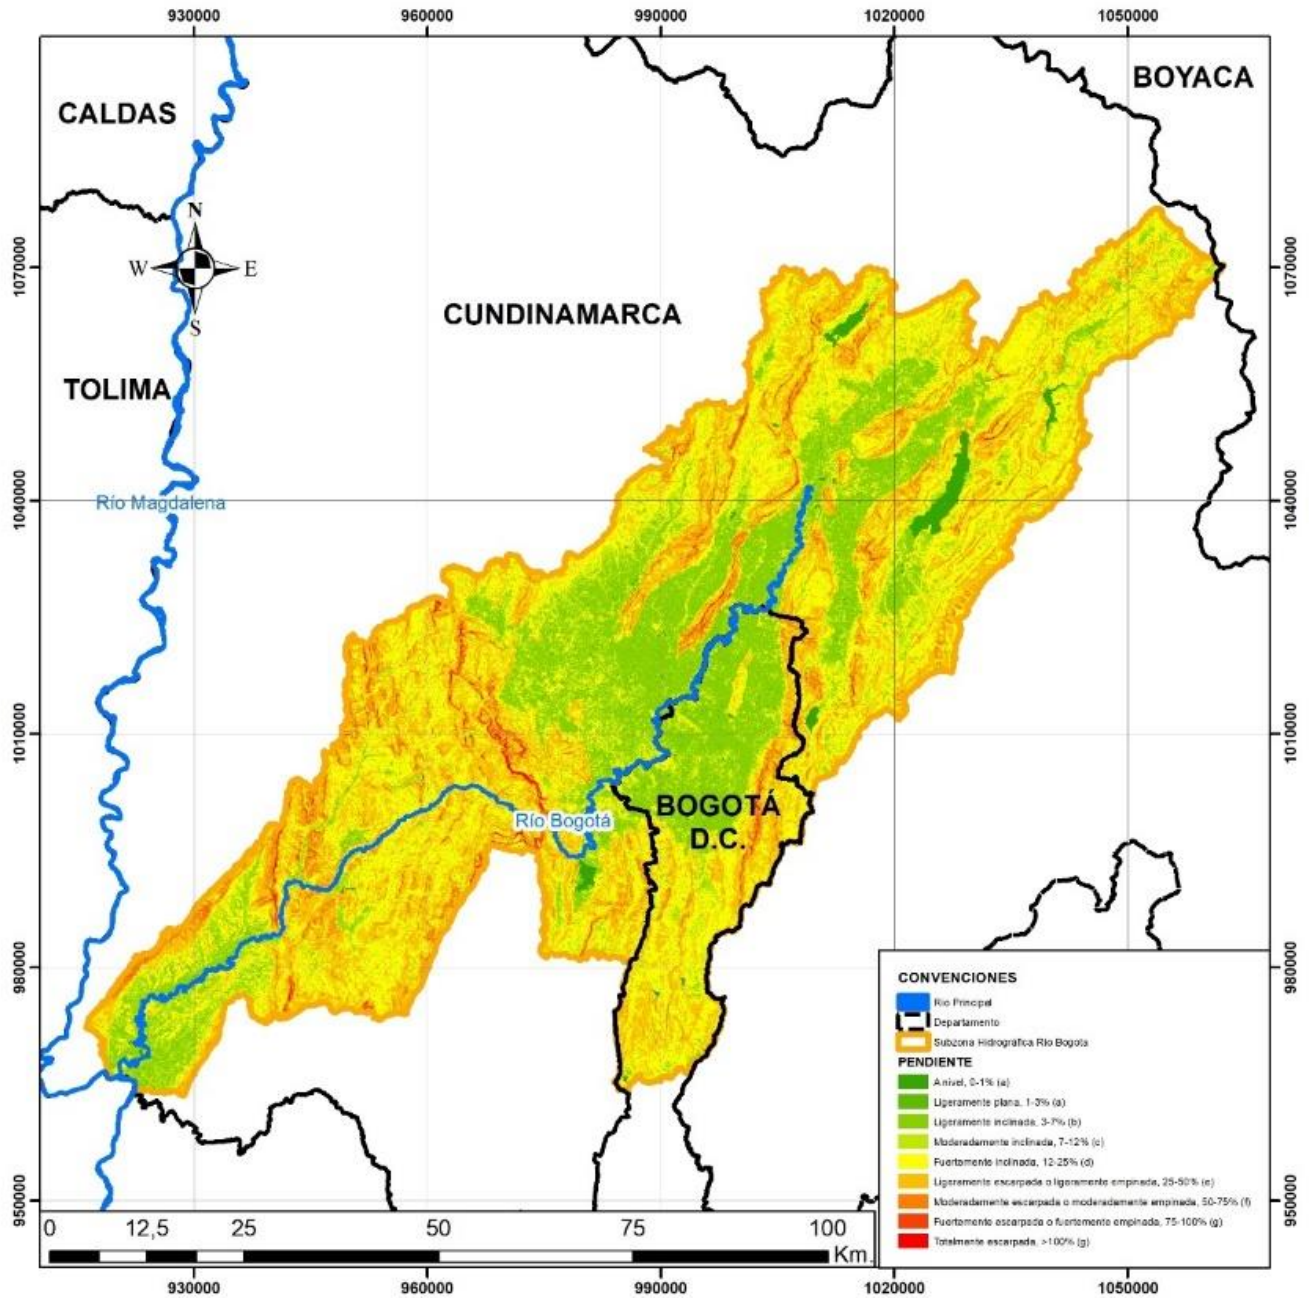 930000 960000 990000 1020000 1050000
BOYACA
CALDAS
N
W E
S
1070000 1070000
CUNDINAMARCA
TOLIMA
Río Magdalena
1040000 1040000
1010000 1010000
BOGOTÁ
D.C.
Río Bogotá
980000 980000
CONVENCIONES
Rio Principal
Departamento
Subzona Hidrográfica Rio Bogota
PENDIENTE
A nivel, 0-1% (a)
Ligeramente plana, 1-3% (a)
Ligeramente inclinada, 3-7% (b)
Moderadamente inclinada, 7-12% (c)
Fuertemente inclinada, 12-25% (d)
Ligeramente escarpada o ligeramente empinada, 25-50% (e)
Moderadamente escarpada o moderadamente empinada, 50-75% (f)
Fuertemente escarpada o fuertemente empinada, 75-100% (g)
Totalmente escarpada, >100% (g)
950000 950000
0 12,5 25 50 75 100
Km.
930000 960000 990000 1020000 1050000